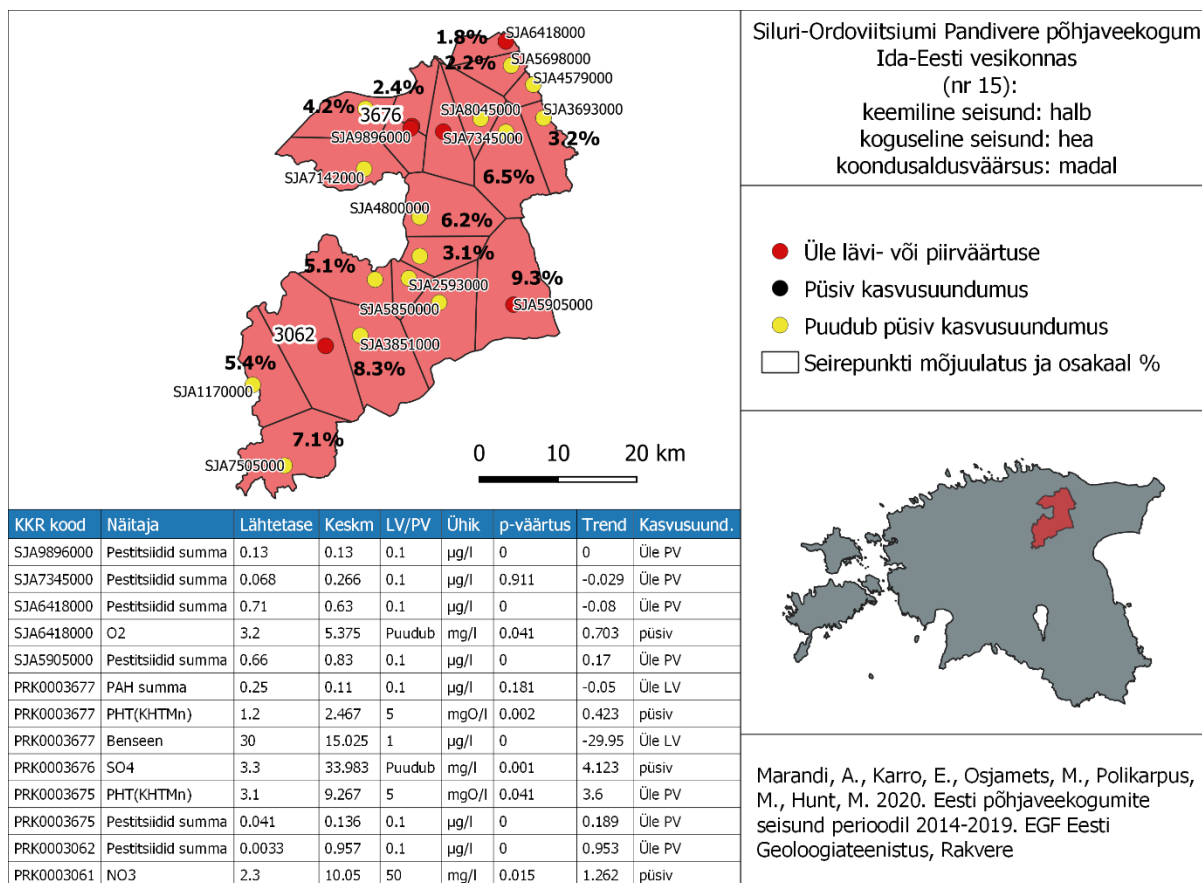 1.8%
SJA6418000
2.2%
SJA5698000
SJA4579000
2.4%
4.2%
3676
SJA8045000
SJA3693000
SJA9896000
SJA7345000
3.2%
SJA7142000
6.5%
SJA4800000
6.2%
3.1%
5.1%
9.3%
SJA2593000
SJA5850000
SJA5905000
3062
SJA3851000
5.4%
8.3%
SJA1170000
7.1%
SJA7505000
0 10 20 km
Siluri-Ordoviitsiumi Pandivere põhjaveekogum
Ida-Eesti vesikonnas
(nr 15):
keemiline seisund: halb
koguseline seisund: hea
koondusaldusväärsus: madal
Üle lävi- või piirväärtuse
Püsiv kasvusuundumus
Puudub püsiv kasvusuundumus
Seirepunkti mõjuulatus ja osakaal %
KKR kood Näitaja Lähtetase Keskm LV/PV Ühik p-väärtus Trend Kasvusuund.
SJA9896000 Pestitsiidid summa 0.13 0.13 0.1 µg/l 0 0 Üle PV
SJA7345000 Pestitsiidid summa 0.068 0.266 0.1 µg/l 0.911 -0.029 Üle PV
SJA6418000 Pestitsiidid summa 0.71 0.63 0.1 µg/l 0 -0.08 Üle PV
SJA6418000 O2 3.2 5.375 Puudub mg/l 0.041 0.703 püsiv
SJA5905000 Pestitsiidid summa 0.66 0.83 0.1 µg/l 0 0.17 Üle PV
PRK0003677 PAH summa 0.25 0.11 0.1 µg/l 0.181 -0.05 Üle LV
PRK0003677 PHT(KHTMn) 1.2 2.467 5 mgO/l 0.002 0.423 püsiv
PRK0003677 Benseen 30 15.025 1 µg/l 0 -29.95 Üle LV
PRK0003676 SO4 3.3 33.983 Puudub mg/l 0.001 4.123 püsiv
PRK0003675 PHT(KHTMn) 3.1 9.267 5 mgO/l 0.041 3.6 Üle PV
PRK0003675 Pestitsiidid summa 0.041 0.136 0.1 µg/l 0 0.189 Üle PV
PRK0003062 Pestitsiidid summa 0.0033 0.957 0.1 µg/l 0 0.953 Üle PV
PRK0003061 NO3 2.3 10.05 50 mg/l 0.015 1.262 püsiv
Marandi, A., Karro, E., Osjamets, M., Polikarpus,
M., Hunt, M. 2020. Eesti põhjaveekogumite
seisund perioodil 2014-2019. EGF Eesti
Geoloogiateenistus, Rakvere